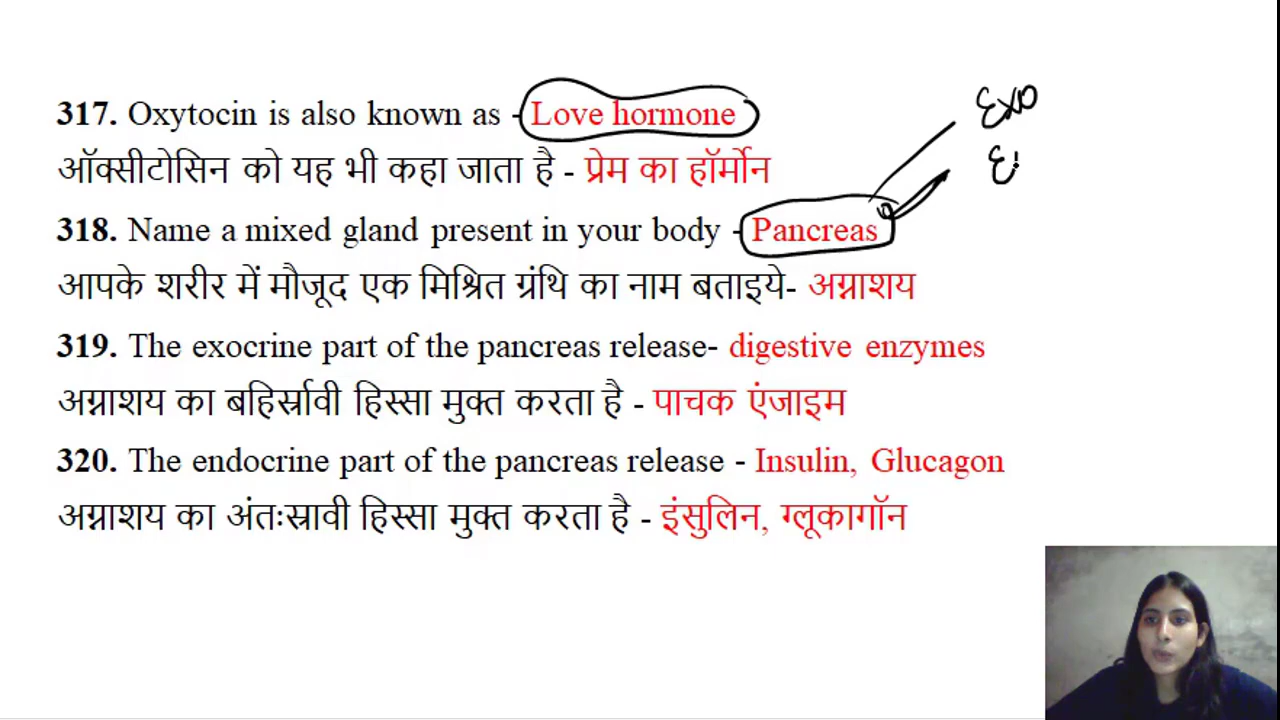 317. Oxytocin is also known as - Love hormone
ऑक्सीटोसिन को यह भी कहा जाता है - प्रेम का हॉर्मोन
318. Name a mixed gland present in your body - Pancreas
आपके शरीर में मौजूद एक मिश्रित ग्रंथि का नाम बताइये- अग्नाशय
319. The exocrine part of the pancreas release- digestive enzymes
अग्नाशय का बहिर्स्रावी हिस्सा मुक्त करता है - पाचक एंजाइम
320. The endocrine part of the pancreas release - Insulin, Glucagon
अग्नाशय का अंतःस्रावी हिस्सा मुक्त करता है - इंसुलिन, ग्लूकागॉन
Exo